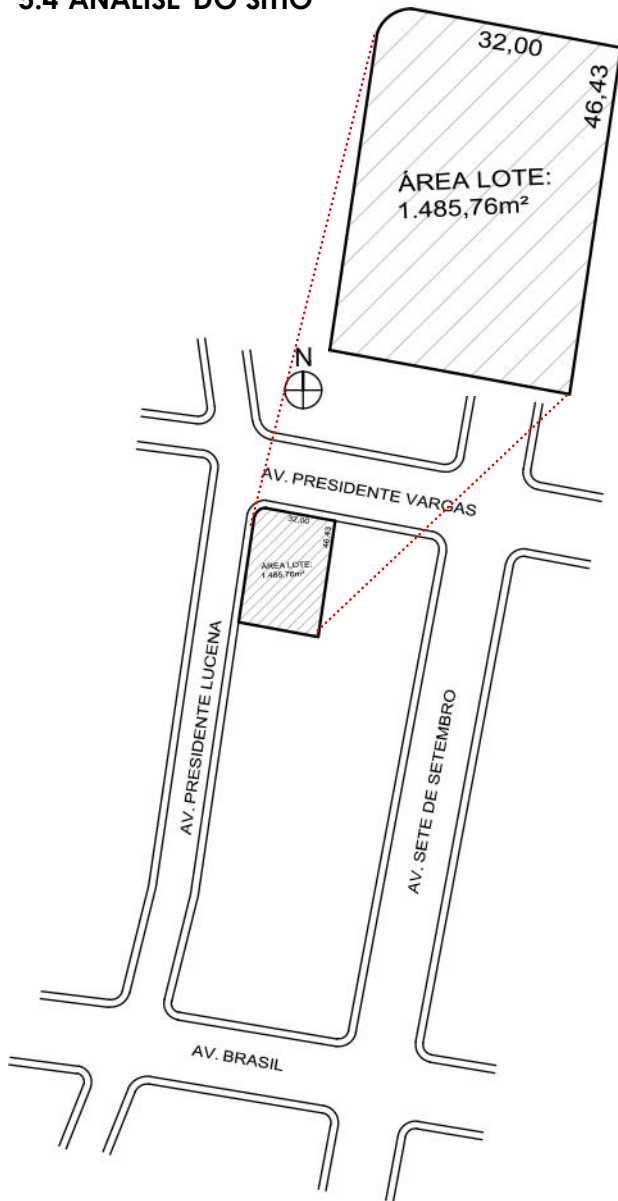 5.4 ANÁLISE DO SÍTIO
32,00
46,43
ÁREA LOTE:
1.485,76m²
N
AV. PRESIDENTE VARGAS
32,00
46,43
ÁREA LOTE:
1.485,76m²
AV. PRESIDENTE LUCENA
AV. SETE DE SETEMBRO
AV. BRASIL